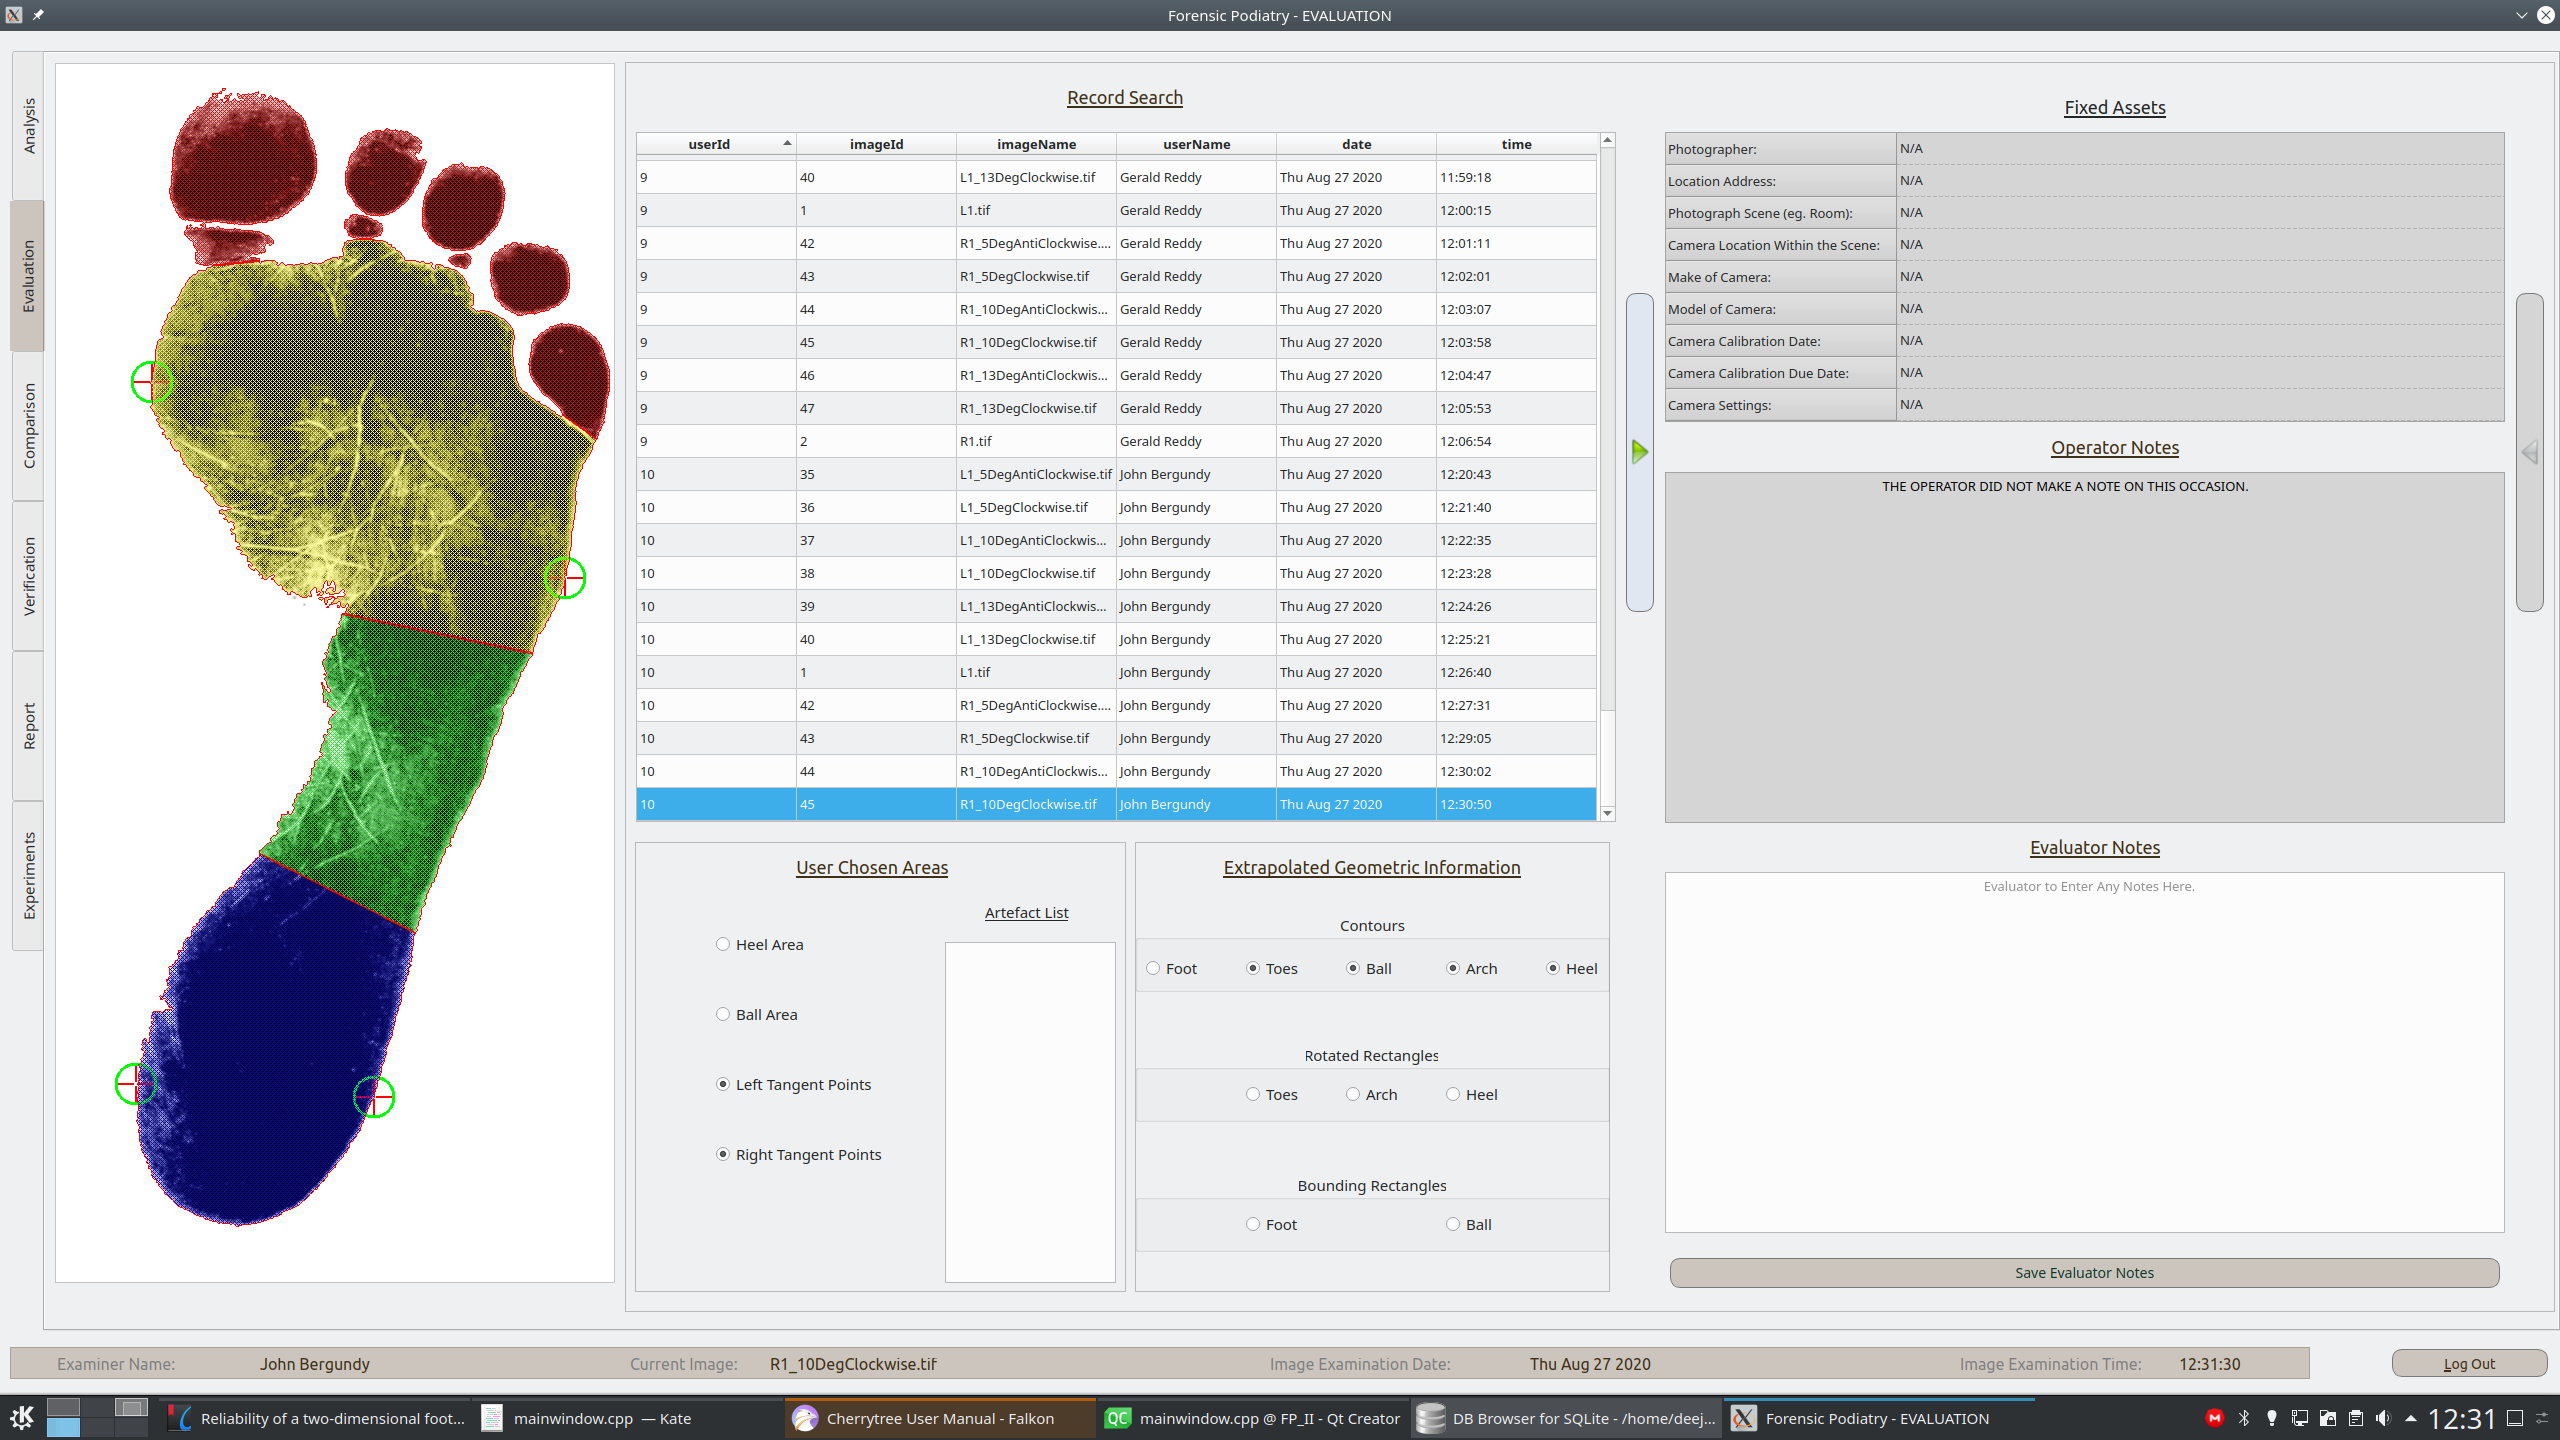 Forensic Podiatry - EVALUATION
Analysis
Evaluation
Comparison
Verification
Report
Experiments
Record Search
userId imageId imageName userName date time
9 40 L1_13DegClockwise.tif Gerald Reddy Thu Aug 27 2020 11:59:18
9 1 L1.tif Gerald Reddy Thu Aug 27 2020 12:00:15
9 42 R1_5DegAntiClockwise.... Gerald Reddy Thu Aug 27 2020 12:01:11
9 43 R1_5DegClockwise.tif Gerald Reddy Thu Aug 27 2020 12:02:01
9 44 R1_10DegAntiClockwis... Gerald Reddy Thu Aug 27 2020 12:03:07
9 45 R1_10DegClockwise.tif Gerald Reddy Thu Aug 27 2020 12:03:58
9 46 R1_13DegAntiClockwis... Gerald Reddy Thu Aug 27 2020 12:04:47
9 47 R1_13DegClockwise.tif Gerald Reddy Thu Aug 27 2020 12:05:53
9 2 R1.tif Gerald Reddy Thu Aug 27 2020 12:06:54
10 35 L1_5DegAntiClockwise.tif John Bergundy Thu Aug 27 2020 12:20:43
10 36 L1_5DegClockwise.tif John Bergundy Thu Aug 27 2020 12:21:40
10 37 L1_10DegAntiClockwis... John Bergundy Thu Aug 27 2020 12:22:35
10 38 L1_10DegClockwise.tif John Bergundy Thu Aug 27 2020 12:23:28
10 39 L1_13DegAntiClockwis... John Bergundy Thu Aug 27 2020 12:24:26
10 40 L1_13DegClockwise.tif John Bergundy Thu Aug 27 2020 12:25:21
10 1 L1.tif John Bergundy Thu Aug 27 2020 12:26:40
10 42 R1_5DegAntiClockwise.... John Bergundy Thu Aug 27 2020 12:27:31
10 43 R1_5DegClockwise.tif John Bergundy Thu Aug 27 2020 12:29:05
10 44 R1_10DegAntiClockwis... John Bergundy Thu Aug 27 2020 12:30:02
10 45 R1_10DegClockwise.tif John Bergundy Thu Aug 27 2020 12:30:50
User Chosen Areas
Artefact List
Heel Area
Ball Area
Left Tangent Points
Right Tangent Points
Extrapolated Geometric Information
Contours
Foot Toes Ball Arch Heel
Rotated Rectangles
Toes Arch Heel
Bounding Rectangles
Foot Ball
Fixed Assets
Photographer: N/A
Location Address: N/A
Photograph Scene (eg. Room): N/A
Camera Location Within the Scene: N/A
Make of Camera: N/A
Model of Camera: N/A
Camera Calibration Date: N/A
Camera Calibration Due Date: N/A
Camera Settings: N/A
Operator Notes
THE OPERATOR DID NOT MAKE A NOTE ON THIS OCCASION.
Evaluator Notes
Evaluator to Enter Any Notes Here.
Save Evaluator Notes
Examiner Name: John Bergundy Current Image: R1_10DegClockwise.tif Image Examination Date: Thu Aug 27 2020 Image Examination Time: 12:31:30
Log Out
Reliability of a two-dimensional foot... mainwindow.cpp — Kate Cherrytree User Manual - Falkon QC mainwindow.cpp @ FP_II - Qt Creator DB Browser for SQLite - /home/deej... Forensic Podiatry - EVALUATION 12:31